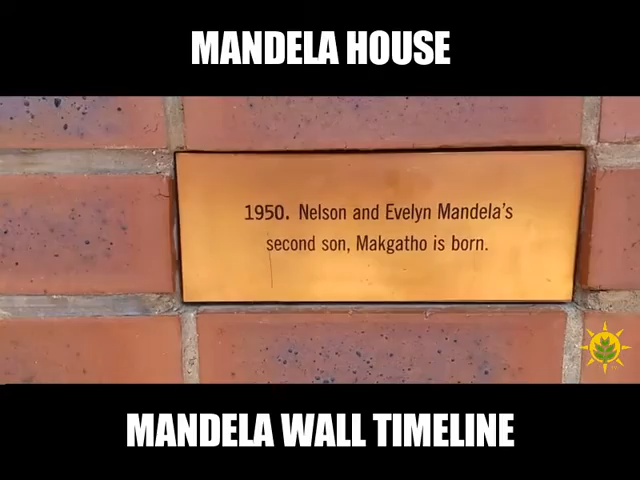 MANDELA HOUSE
1950. Nelson and Evelyn Mandela's
second son, Makgatho is born.
MANDELA WALL TIMELINE